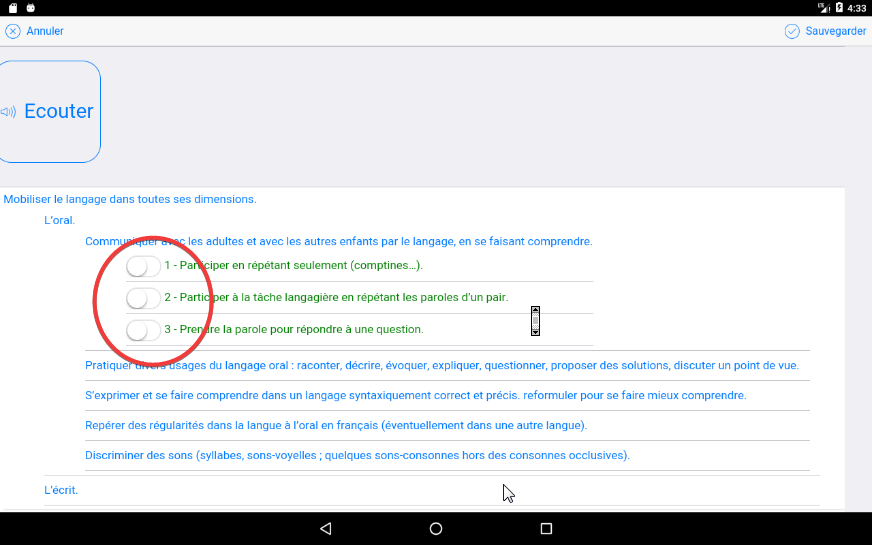 LTE 4:33
Annuler Sauvegarder
Ecouter
Mobiliser le langage dans toutes ses dimensions.
L'oral.
Communiquer avec les adultes et avec les autres enfants par le langage, en se faisant comprendre.
1 - Participer en répétant seulement (comptines…).
2 - Participer à la tâche langagière en répétant les paroles d'un pair.
3 - Prendre la parole pour répondre à une question.
Pratiquer divers usages du langage oral : raconter, décrire, évoquer, expliquer, questionner, proposer des solutions, discuter un point de vue.
S'exprimer et se faire comprendre dans un langage syntaxiquement correct et précis. reformuler pour se faire mieux comprendre.
Repérer des régularités dans la langue à l'oral en français (éventuellement dans une autre langue).
Discriminer des sons (syllabes, sons-voyelles ; quelques sons-consonnes hors des consonnes occlusives).
L'écrit.